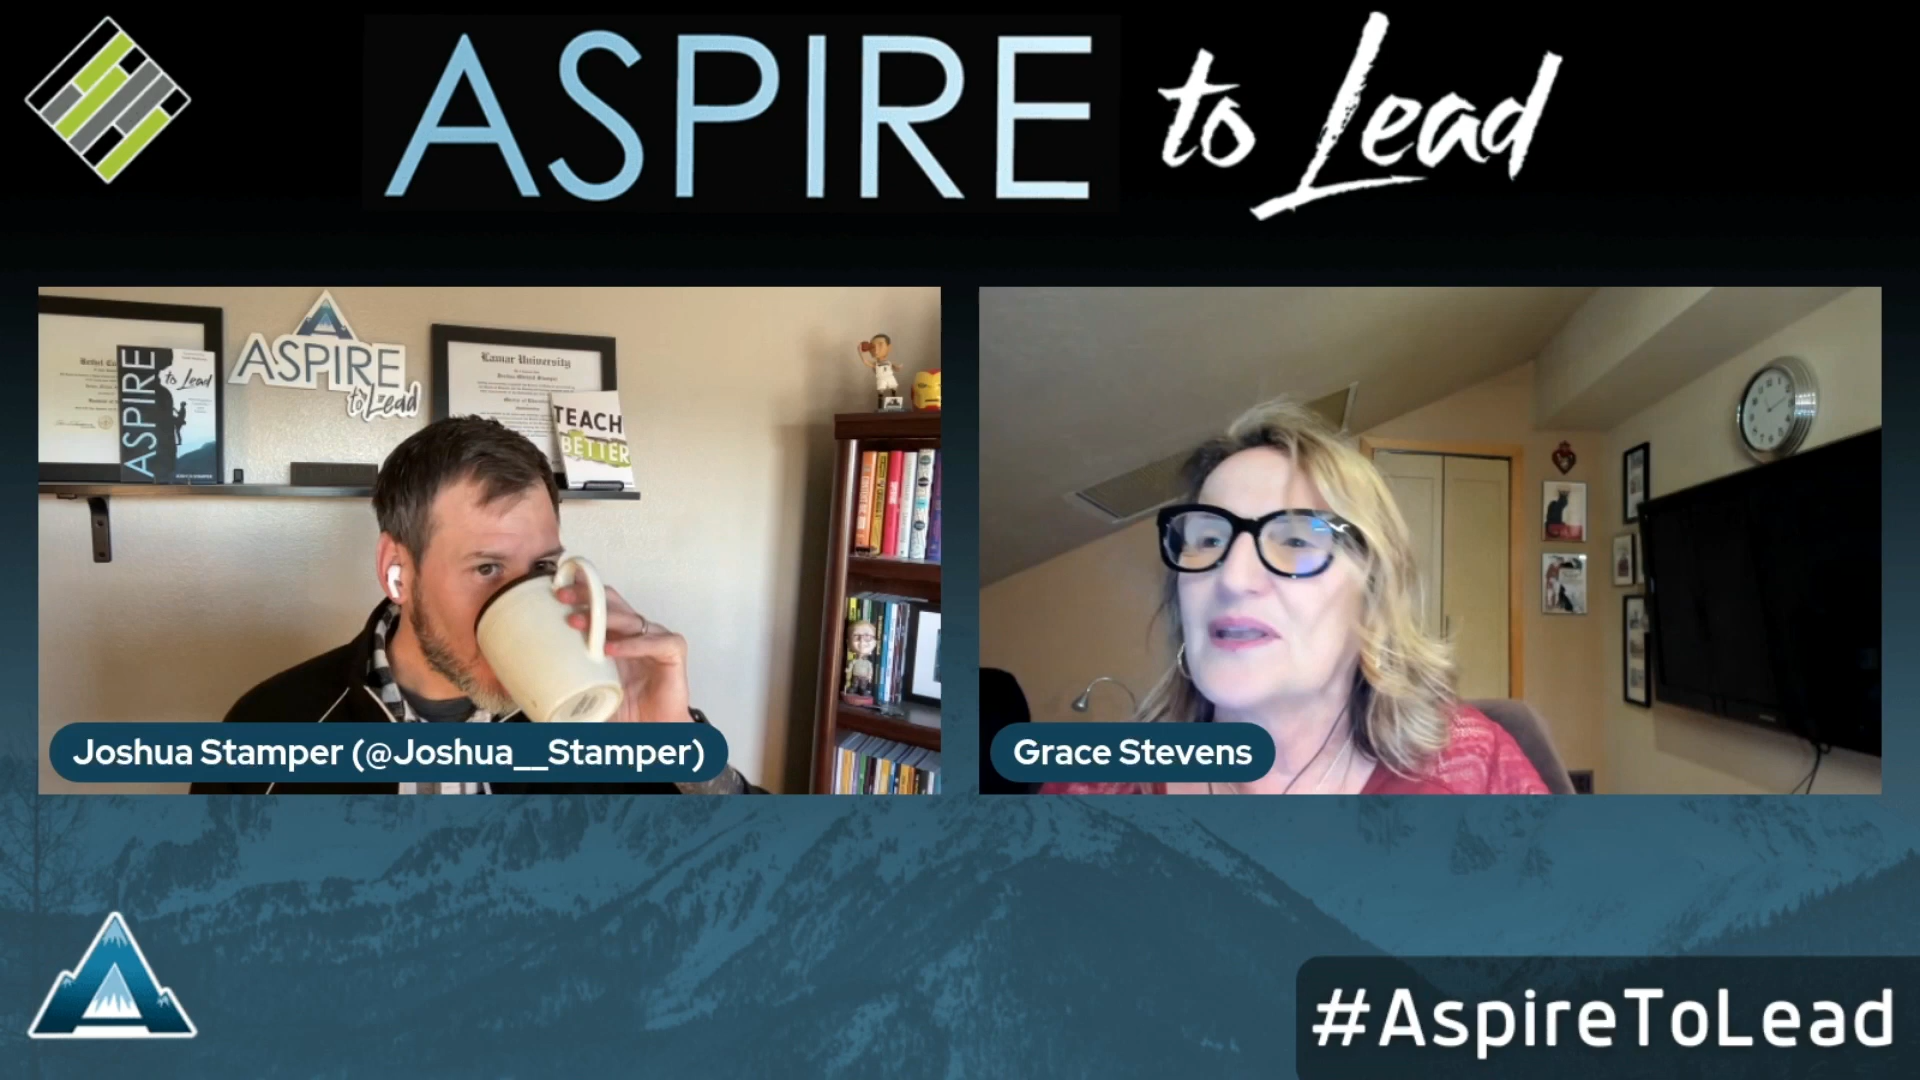 ASPIRE to Lead
ASPIRE
to Lead
Lamar University
ASPIRE
to Lead
TEACH
BETTER
Joshua Stamper (@Joshua__Stamper)
Grace Stevens
#AspireToLead